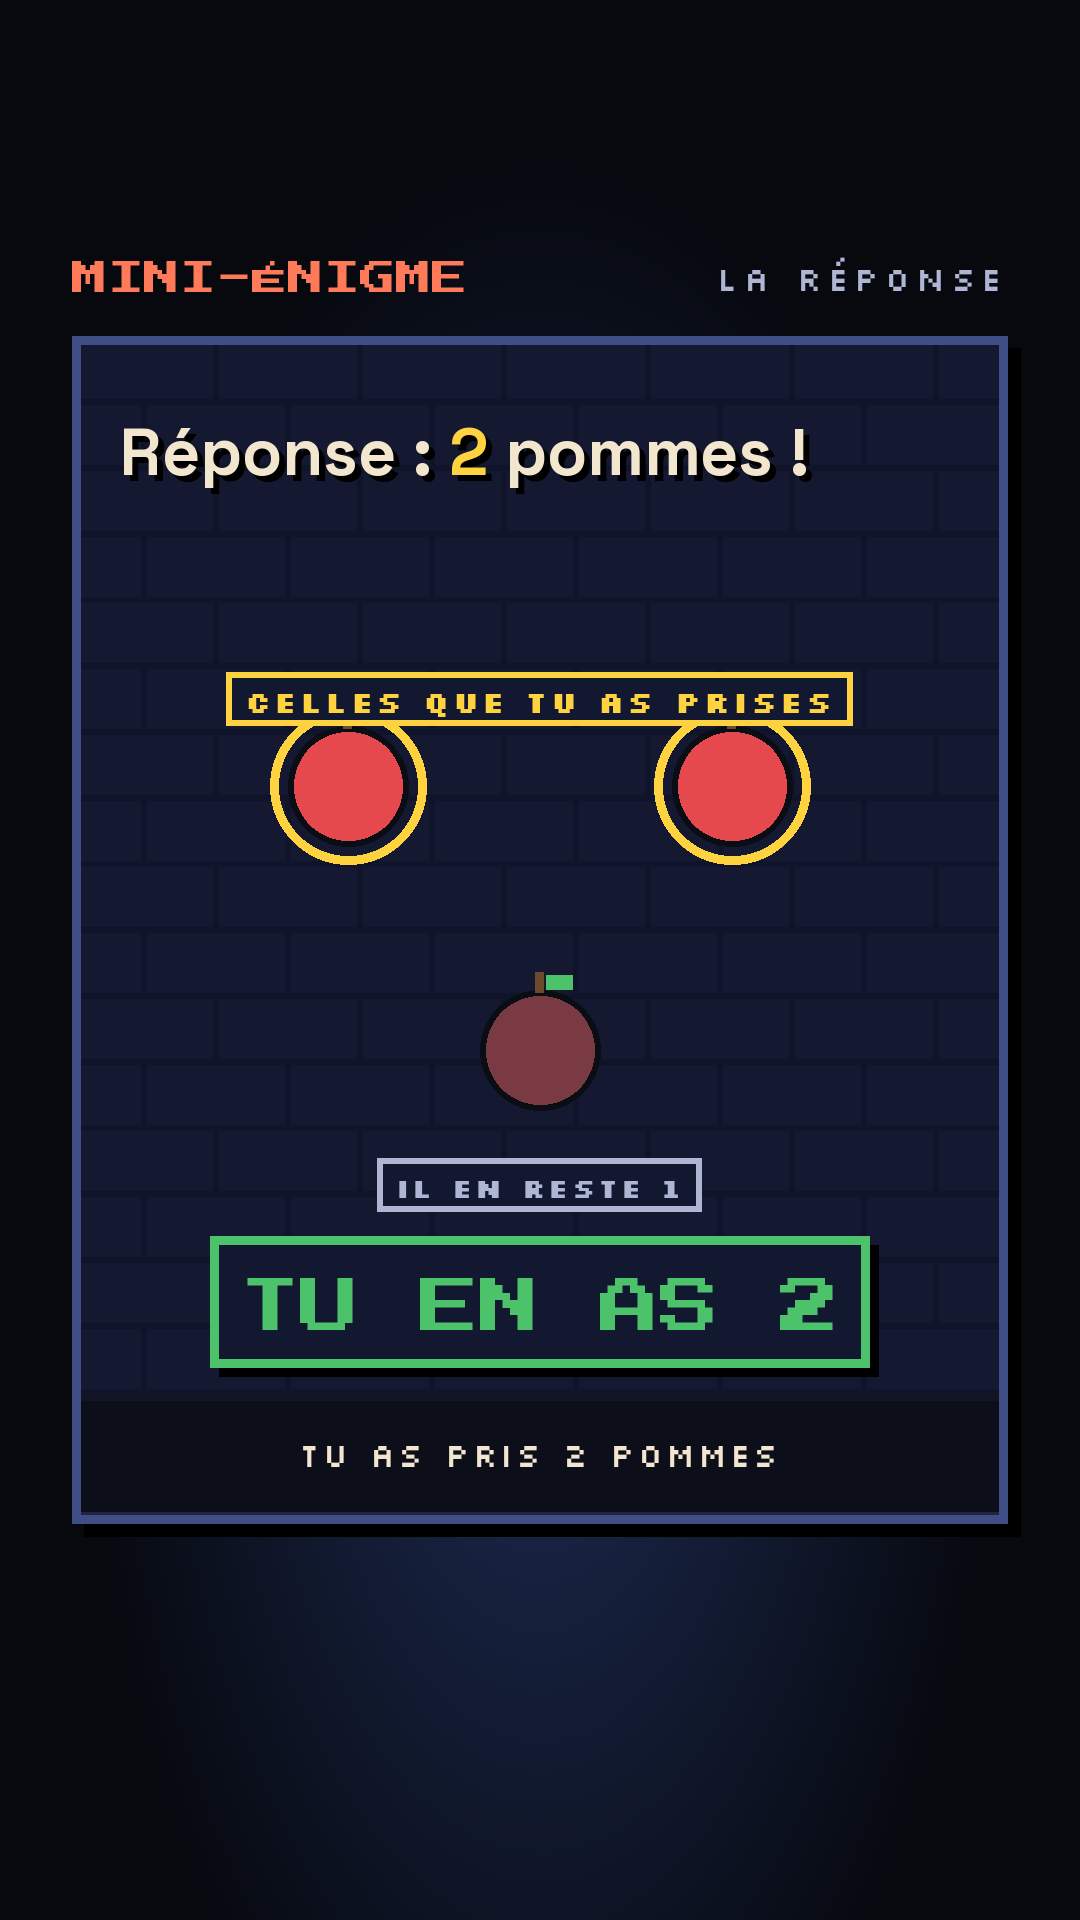 MINI-ÉNIGME
LA RÉPONSE
Réponse : 2 pommes !
CELLES QUE TU AS PRISES
IL EN RESTE 1
TU EN AS 2
TU AS PRIS 2 POMMES